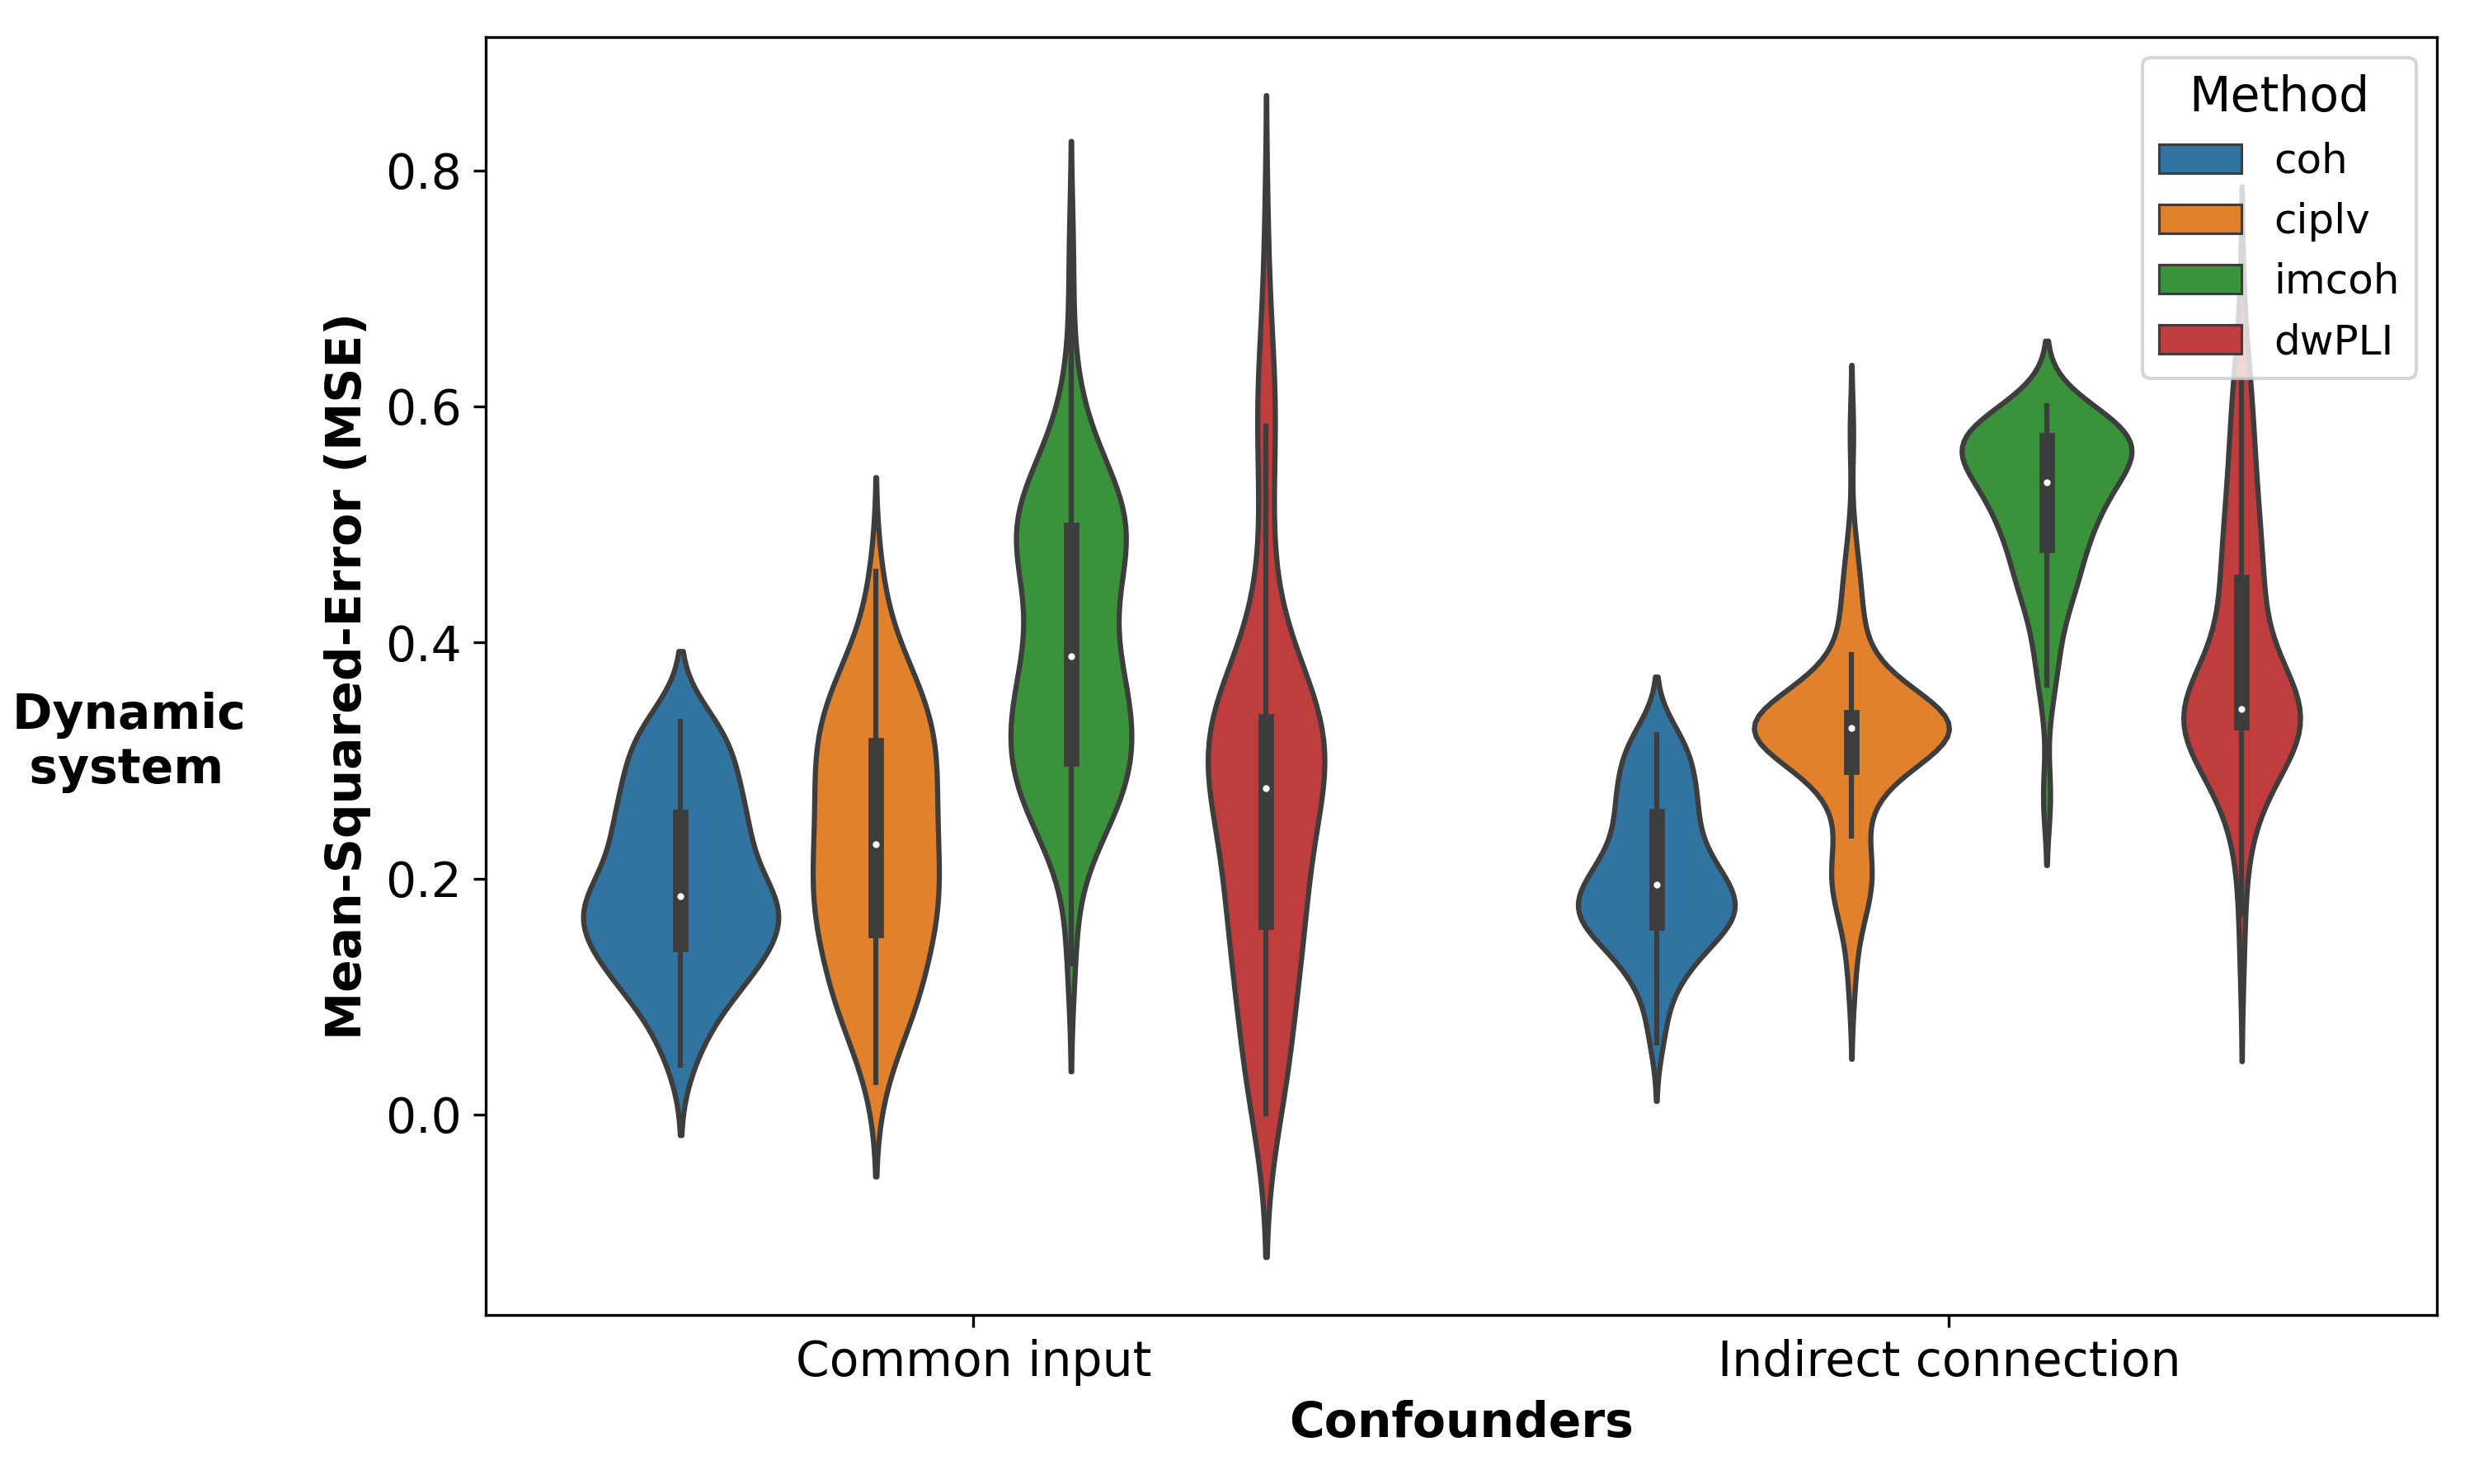 Dynamic
system
Mean-Squared-Error (MSE)
0.8
0.6
0.4
0.2
0.0
Method
coh
ciplv
imcoh
dwPLI
Common input
Indirect connection
Confounders